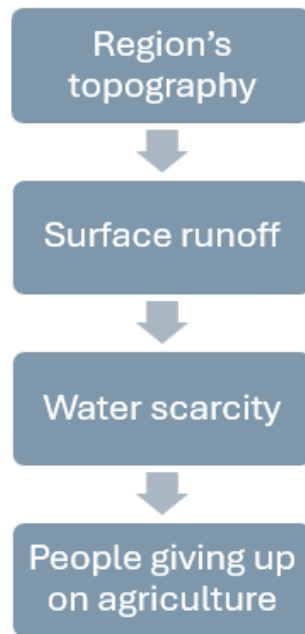 Region’s
topography
Surface runoff
Water scarcity
People giving up
on agriculture